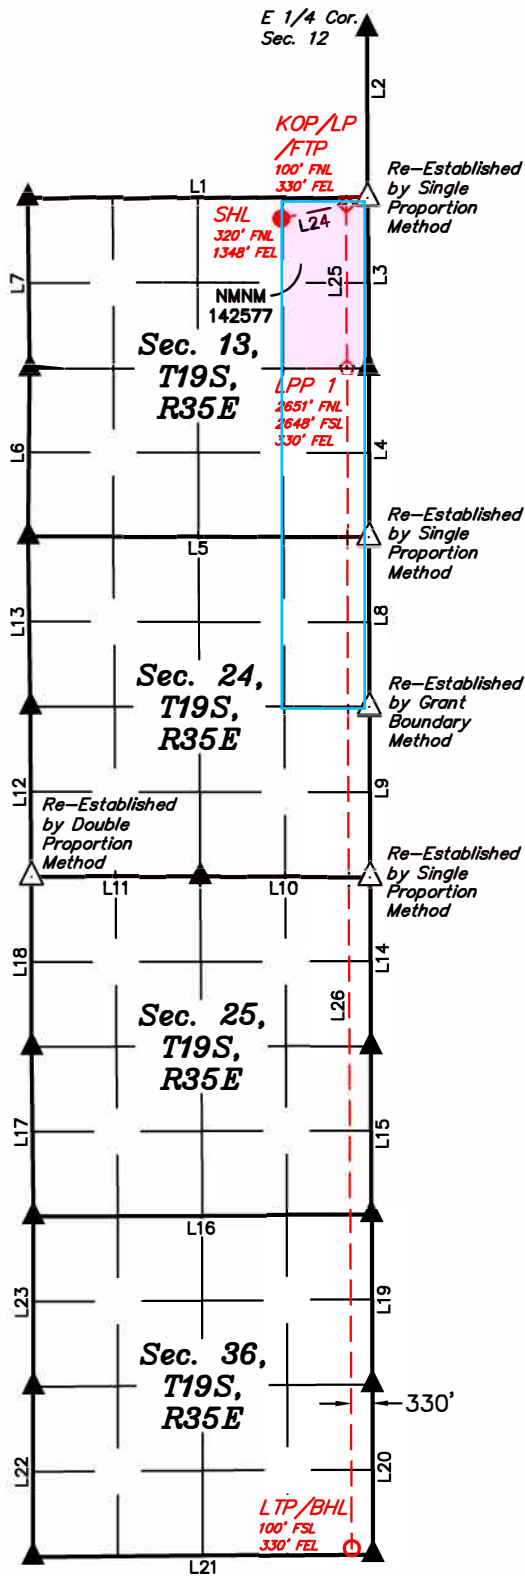 E 1/4 Cor.
Sec. 12
L2
KOP/LP
/FTP
100' FNL
330' FEL
Re-Established
by Single
Proportion
Method
L1
SHL
320' FNL
1348' FEL
L24
L7
L25
L3
NMNM
142577
Sec. 13,
T19S,
R35E
LPP 1
2651' FNL
2648' FSL
330' FEL
L6
L4
Re-Established
by Single
Proportion
Method
L5
L13
L8
Sec. 24,
T19S,
R35E
Re-Established
by Grant
Boundary
Method
L12
L9
Re-Established
by Double
Proportion
Method
Re-Established
by Single
Proportion
Method
L11
L10
L18
L14
L26
Sec. 25,
T19S,
R35E
L17
L15
L16
L23
L19
Sec. 36,
T19S,
R35E
330'
L22
L20
LTP/BHL
100' FSL
330' FEL
L21